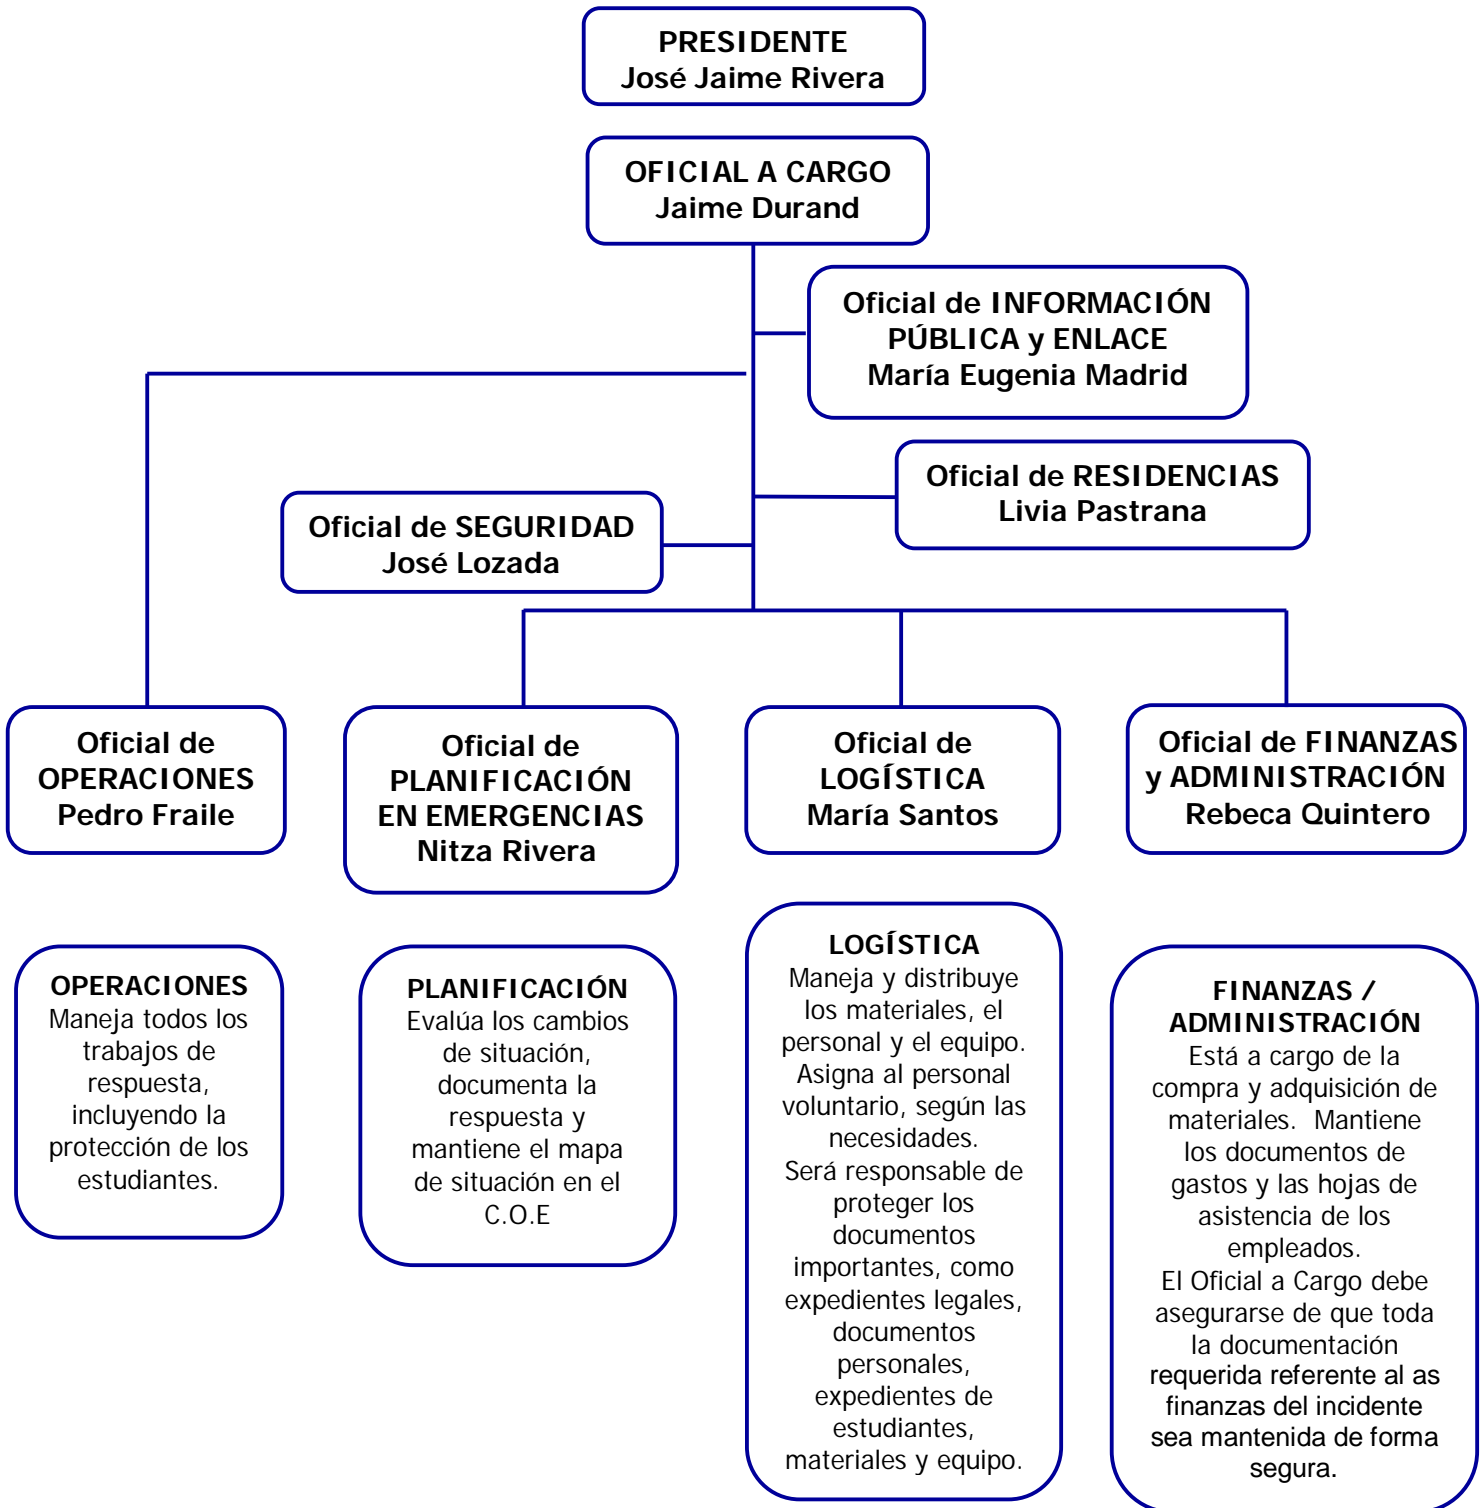 PRESIDENTE
José Jaime Rivera
OFICIAL A CARGO
Jaime Durand
Oficial de INFORMACIÓN
PÚBLICA y ENLACE
María Eugenia Madrid
Oficial de RESIDENCIAS
Livia Pastrana
Oficial de SEGURIDAD
José Lozada
Oficial de
OPERACIONES
Pedro Fraile
Oficial de
PLANIFICACIÓN
EN EMERGENCIAS
Nitza Rivera
Oficial de
LOGÍSTICA
María Santos
Oficial de FINANZAS
y ADMINISTRACIÓN
Rebeca Quintero
OPERACIONES
Maneja todos los
trabajos de
respuesta,
incluyendo la
protección de los
estudiantes.
PLANIFICACIÓN
Evalúa los cambios
de situación,
documenta la
respuesta y
mantiene el mapa
de situación en el
C.O.E
LOGÍSTICA
Maneja y distribuye
los materiales, el
personal y el equipo.
Asigna al personal
voluntario, según las
necesidades.
Será responsable de
proteger los
documentos
importantes, como
expedientes legales,
documentos
personales,
expedientes de
estudiantes,
materiales y equipo.
FINANZAS /
ADMINISTRACIÓN
Está a cargo de la
compra y adquisición de
materiales.  Mantiene
los documentos de
gastos y las hojas de
asistencia de los
empleados.
El Oficial a Cargo debe
asegurarse de que toda
la documentación
requerida referente al as
finanzas del incidente
sea mantenida de forma
segura.